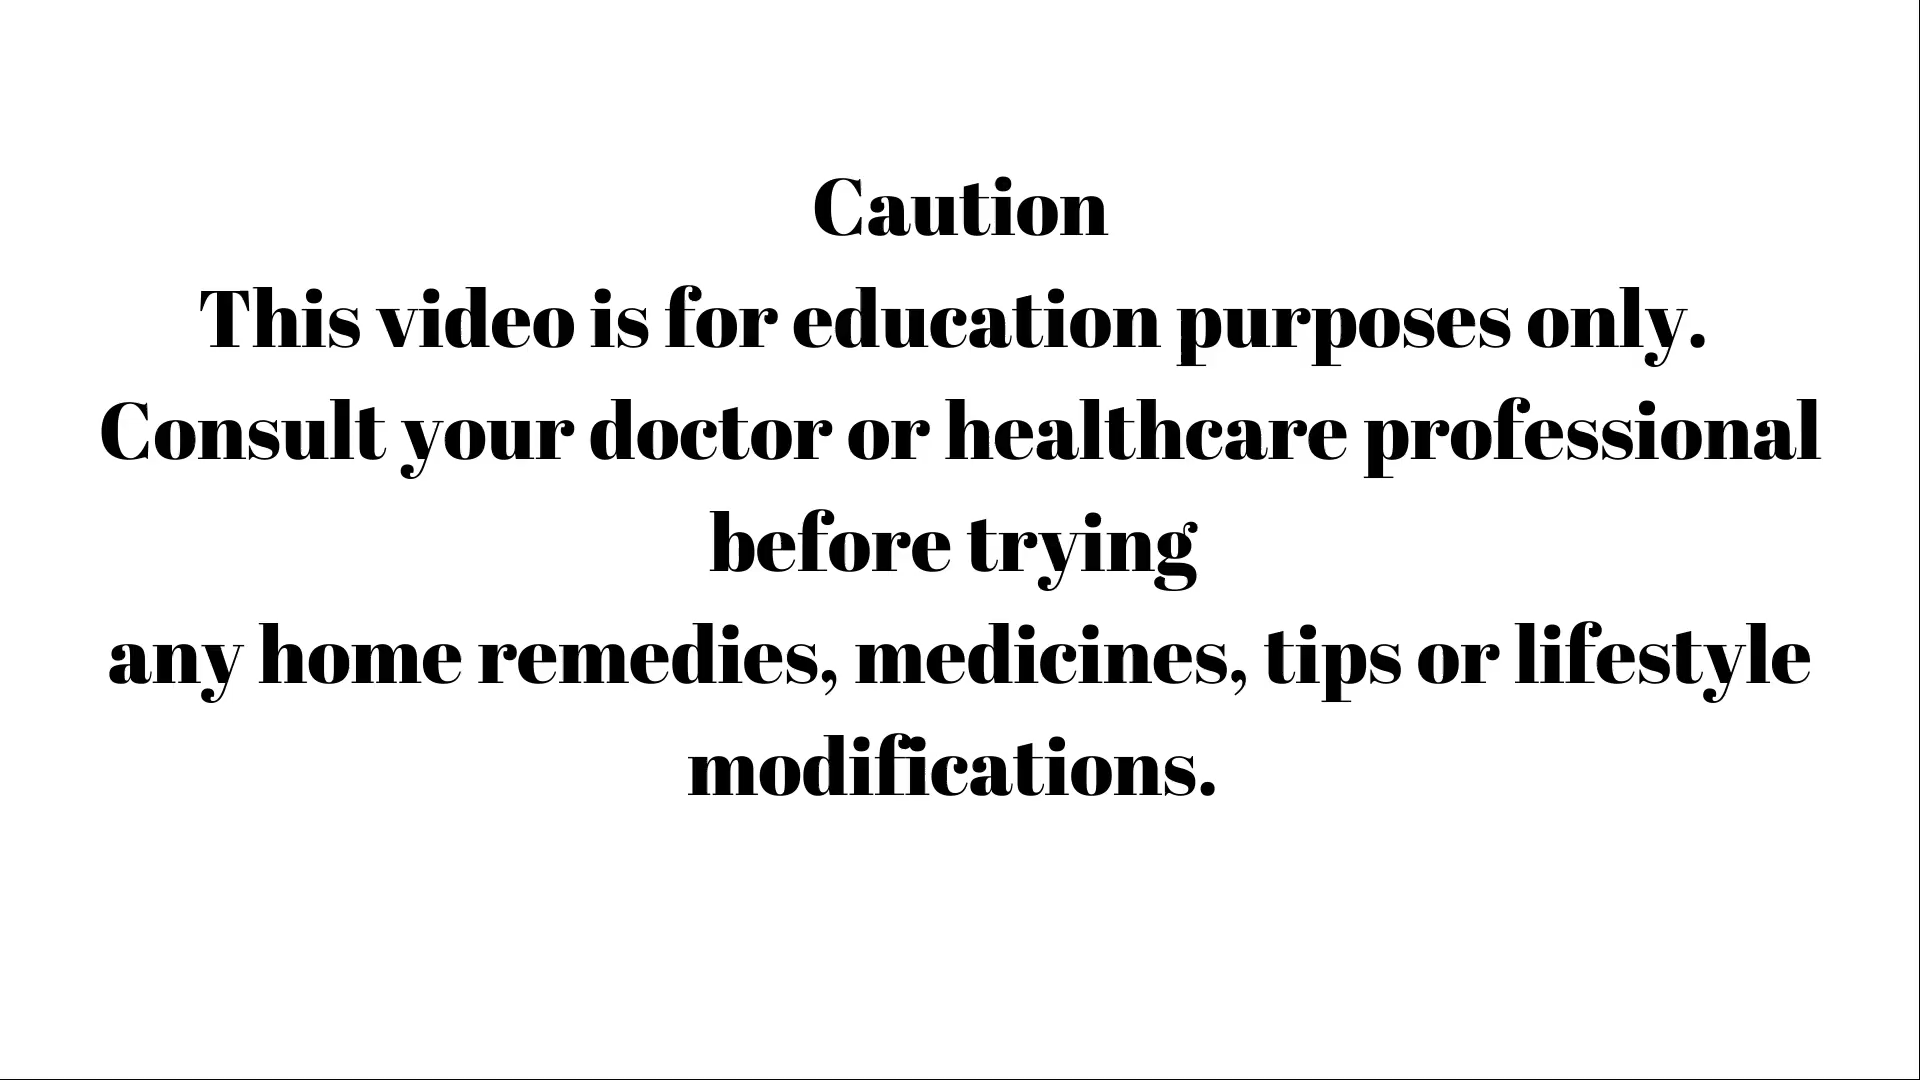 Caution
This video is for education purposes only.
Consult your doctor or healthcare professional
before trying
any home remedies, medicines, tips or lifestyle
modifications.